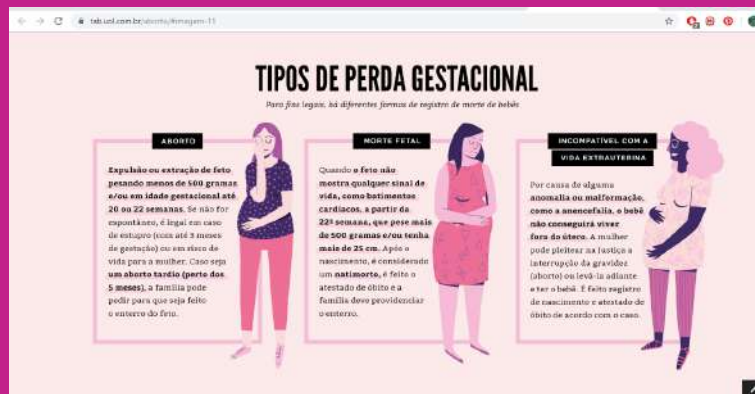 tab.uol.com.br/aborto/#imagem-15
TIPOS DE PERDA GESTACIONAL
Para fins legais, há diferentes formas de registro de morte de bebês
ABORTO
Expulsão ou extração de feto
pesando menos de 500 gramas
e/ou em idade gestacional até
20 ou 22 semanas. Se não for
espontâneo, é legal em caso
de estupro (com até 3 meses
de gestação) ou em risco de
vida para a mulher. Caso seja
um aborto tardio (perto dos
5 meses), a família pode
pedir para que seja feito
o enterro do feto.
MORTE FETAL
Quando o feto não
mostra qualquer sinal de
vida, como batimentos
cardíacos, a partir da
22ª semana, que pese mais
de 500 gramas e/ou tenha
mais de 25 cm. Após o
nascimento, é considerado
um natimorto, é feito o
atestado de óbito e a
família deve providenciar
o enterro.
INCOMPATÍVEL COM A
VIDA EXTRAUTERINA
Por causa de alguma
anomalia ou malformação,
como a anencefalia, o bebê
não conseguirá viver
fora do útero. A mulher
pode pleitear na Justiça a
interrupção da gravidez
(aborto) ou levá-la adiante
e ter o bebê. É feito registro
de nascimento e atestado de
óbito de acordo com o caso.